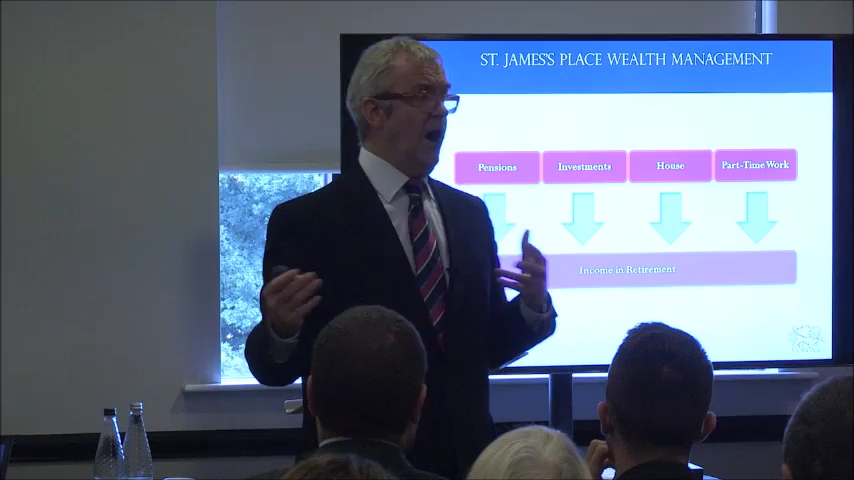 ST. JAMES'S PLACE WEALTH MANAGEMENT
Pensions
Investments
House
Part-Time Work
Income in Retirement